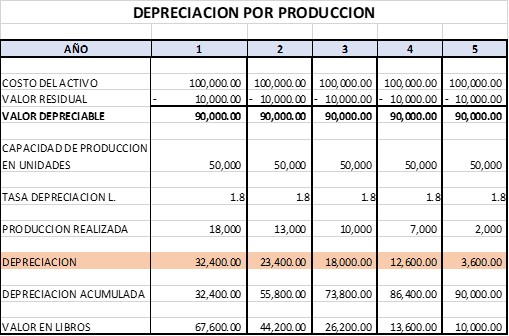 DEPRECIACION POR PRODUCCION
AÑO 1 2 3 4 5
COSTO DEL ACTIVO 100,000.00 100,000.00 100,000.00 100,000.00 100,000.00
VALOR RESIDUAL - 10,000.00 - 10,000.00 - 10,000.00 - 10,000.00 - 10,000.00
VALOR DEPRECIABLE 90,000.00 90,000.00 90,000.00 90,000.00 90,000.00
CAPACIDAD DE PRODUCCION
EN UNIDADES 50,000 50,000 50,000 50,000 50,000
TASA DEPRECIACION L. 1.8 1.8 1.8 1.8 1.8
PRODUCCION REALIZADA 18,000 13,000 10,000 7,000 2,000
DEPRECIACION 32,400.00 23,400.00 18,000.00 12,600.00 3,600.00
DEPRECIACION ACUMULADA 32,400.00 55,800.00 73,800.00 86,400.00 90,000.00
VALOR EN LIBROS 67,600.00 44,200.00 26,200.00 13,600.00 10,000.00